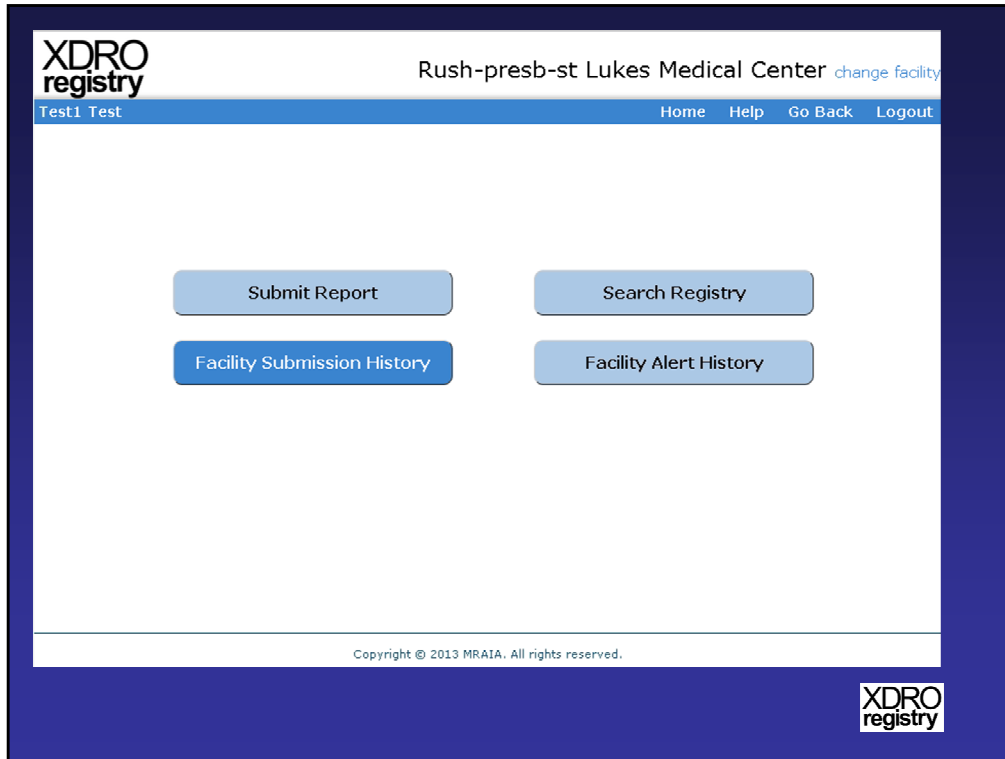 XDRO
registry
Rush-presb-st Lukes Medical Center change facility
Test1 Test Home Help Go Back Logout
Submit Report Search Registry
Facility Submission History Facility Alert History
Copyright © 2013 MRAIA. All rights reserved.
XDRO
registry